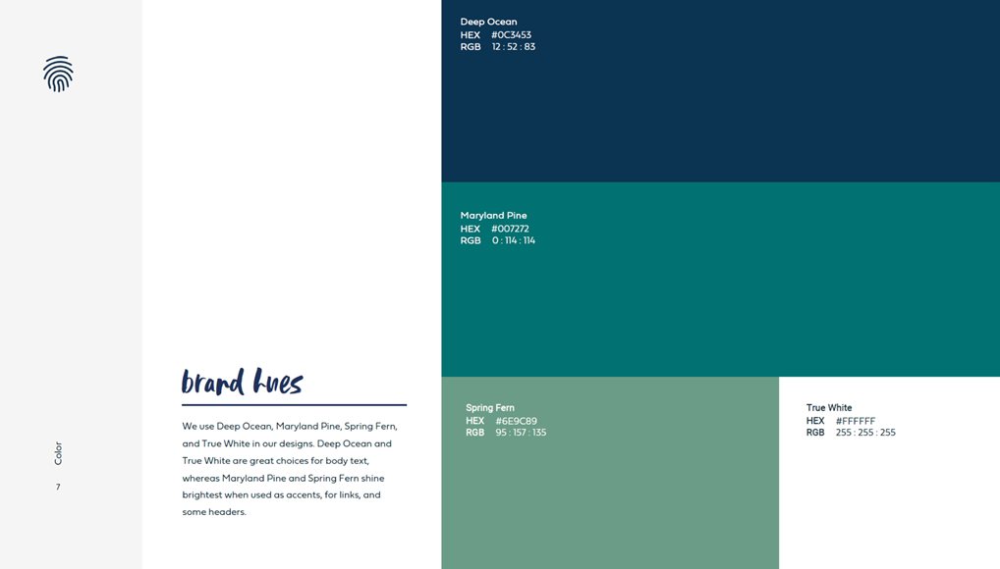 Color
7
brand hues
We use Deep Ocean, Maryland Pine, Spring Fern,
and True White in our designs. Deep Ocean and
True White are great choices for body text,
whereas Maryland Pine and Spring Fern shine
brightest when used as accents, for links, and
some headers.
Deep Ocean
HEX #0C3453
RGB 12 : 52 : 83
Maryland Pine
HEX #007272
RGB 0 : 114 : 114
Spring Fern
HEX #6E9C89
RGB 95 : 157 : 135
True White
HEX #FFFFFF
RGB 255 : 255 : 255